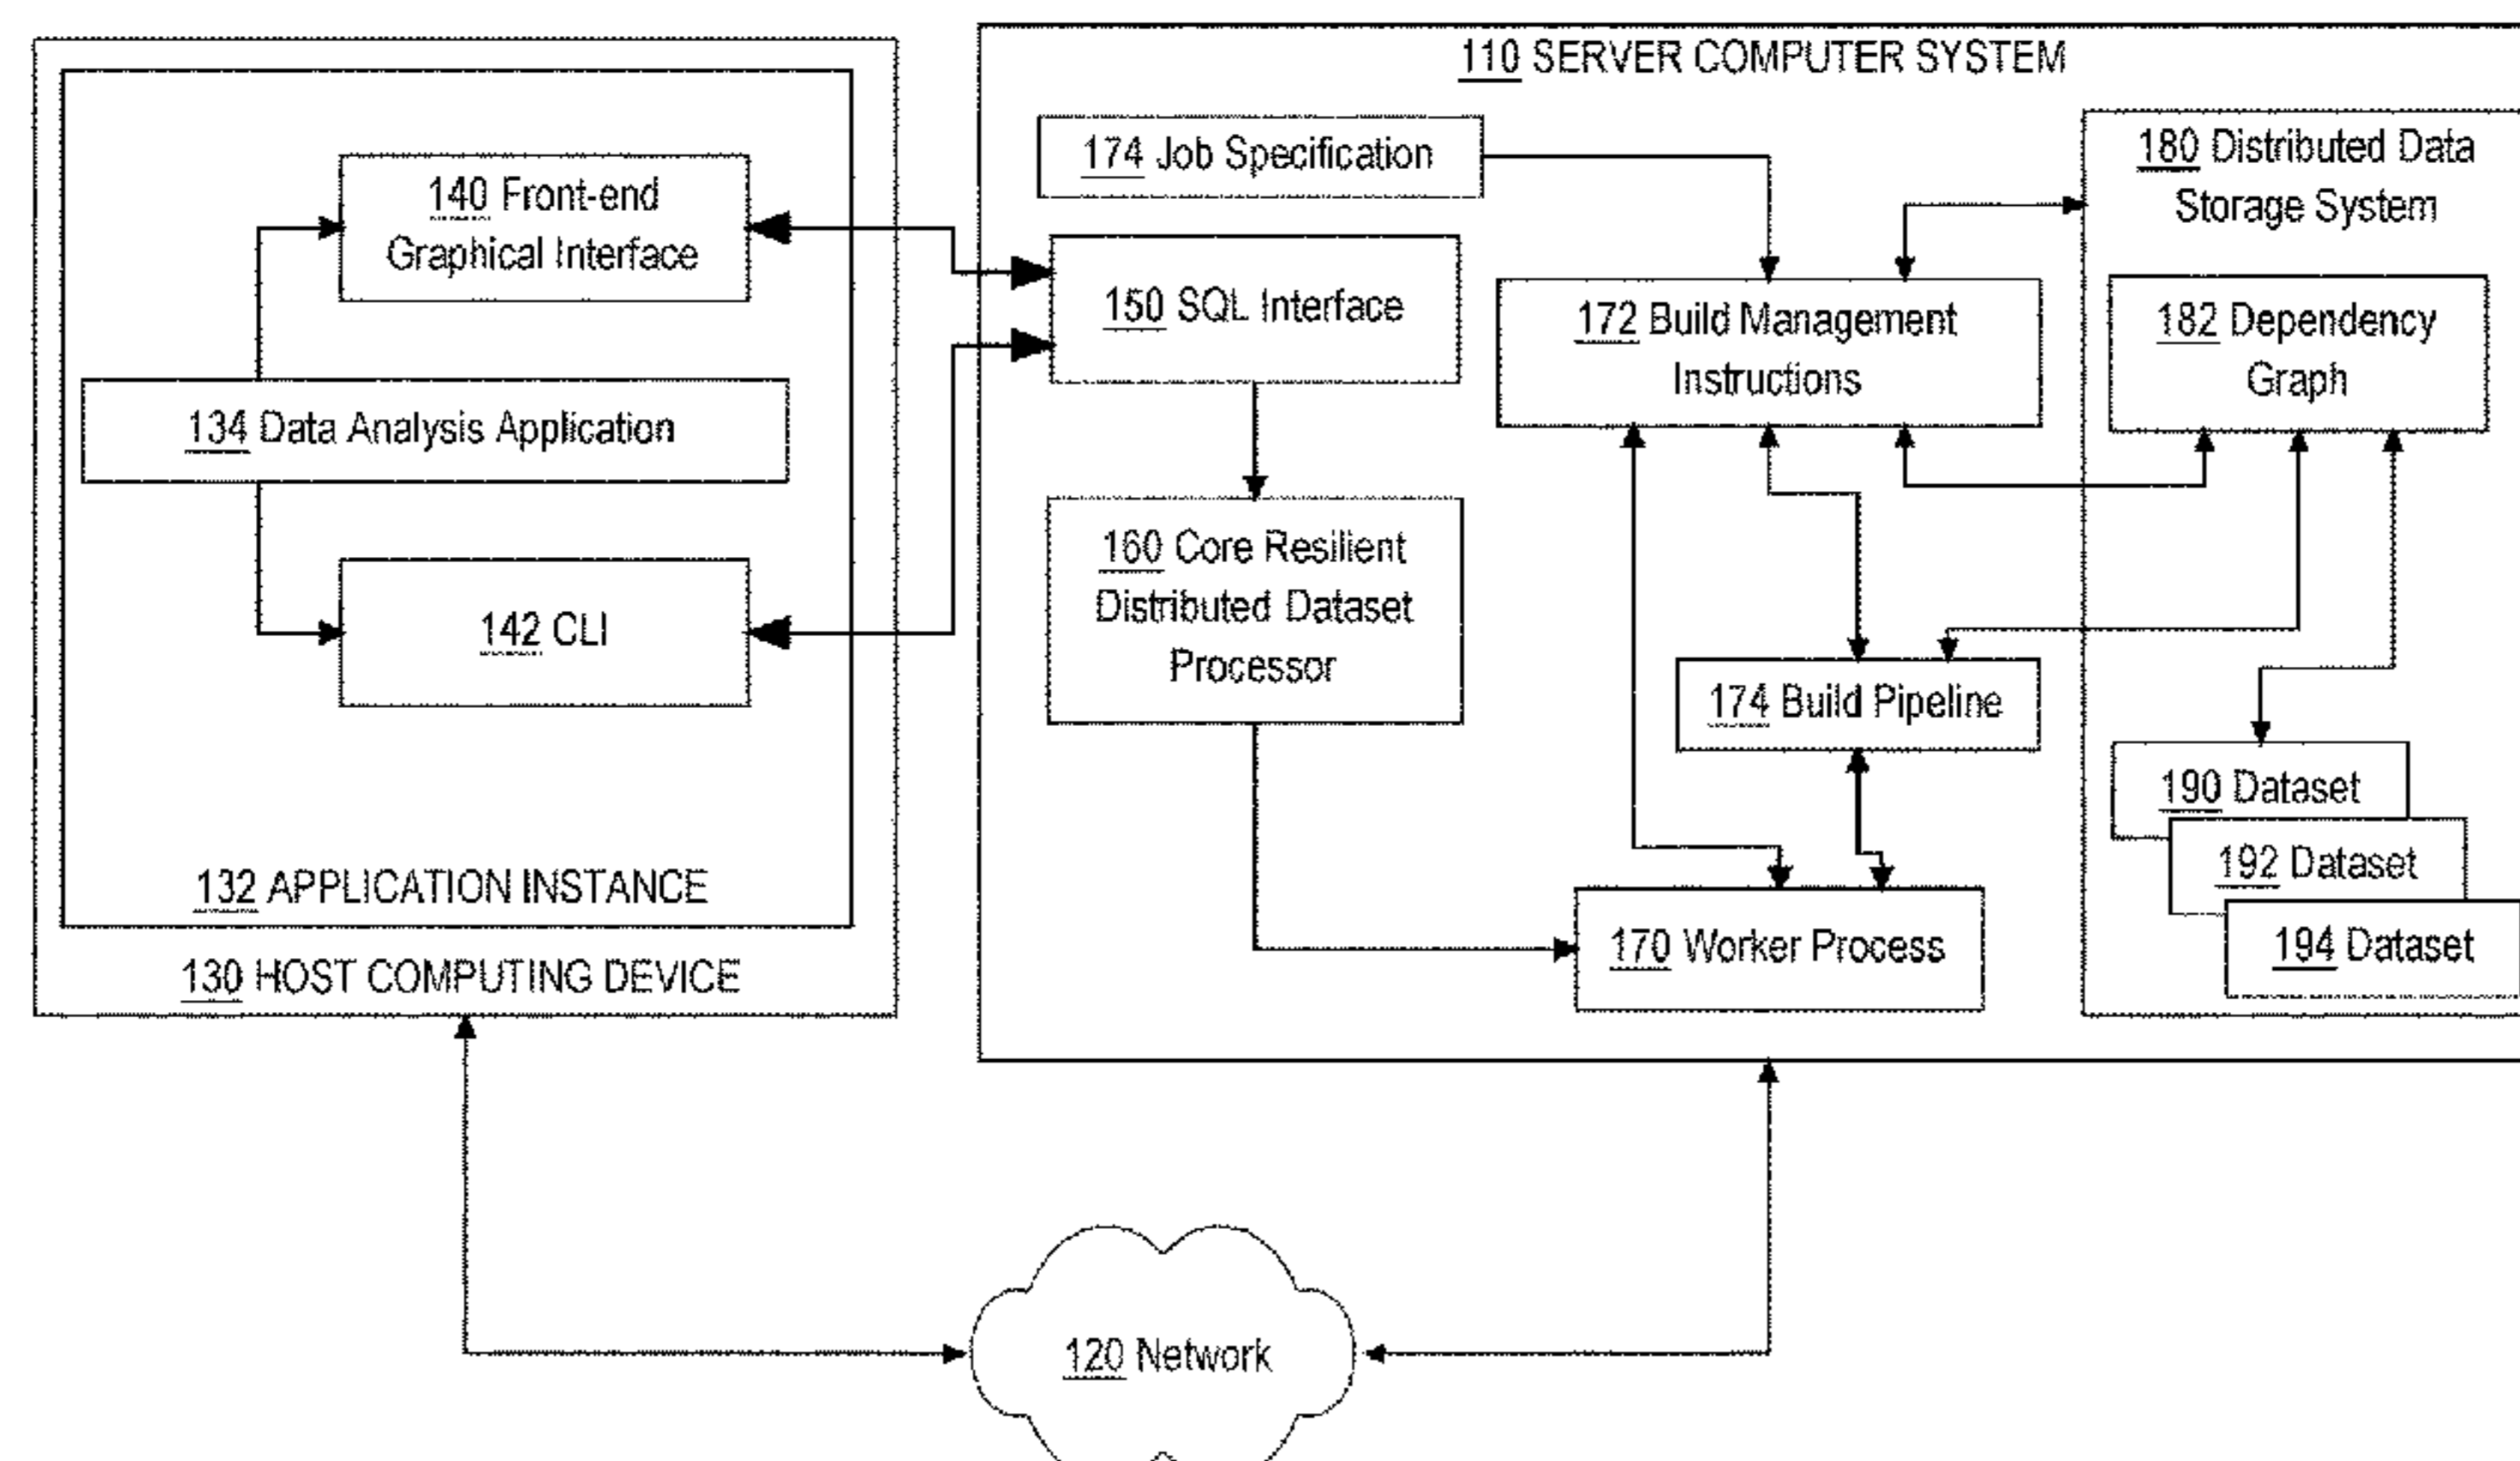 110 SERVER COMPUTER SYSTEM
140 Front-end
Graphical Interface
134 Data Analysis Application
142 CLI
132 APPLICATION INSTANCE
130 HOST COMPUTING DEVICE
174 Job Specification
150 SQL Interface
160 Core Resilient
Distributed Dataset
Processor
172 Build Management
Instructions
174 Build Pipeline
170 Worker Process
180 Distributed Data
Storage System
182 Dependency
Graph
190 Dataset
192 Dataset
194 Dataset
120 Network